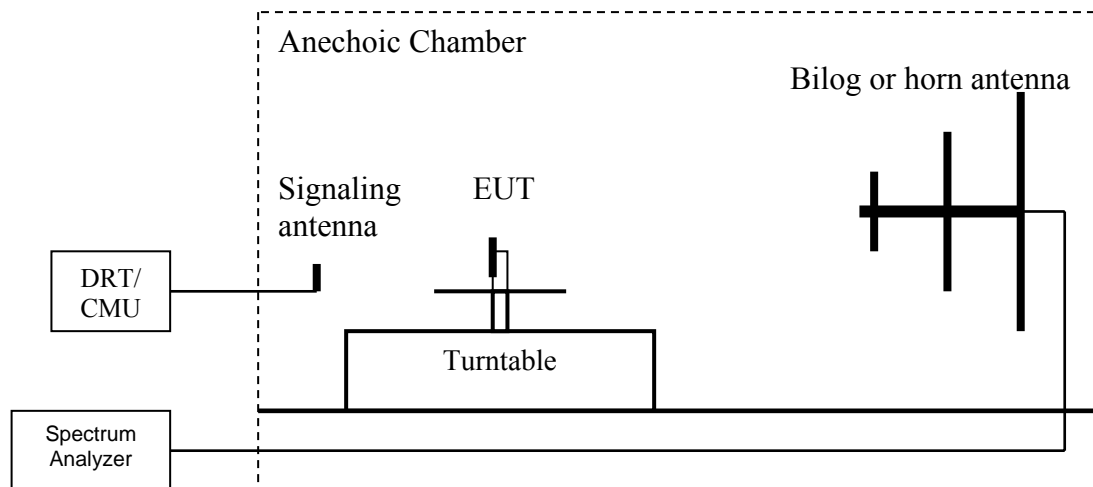 Anechoic Chamber
Bilog or horn antenna
Signaling
antenna
EUT
DRT/
CMU
Turntable
Spectrum
Analyzer